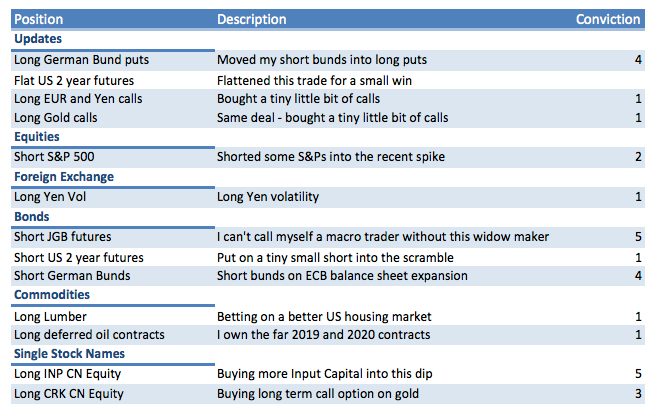 Position Description Conviction
Updates
Long German Bund puts Moved my short bunds into long puts 4
Flat US 2 year futures Flattened this trade for a small win
Long EUR and Yen calls Bought a tiny little bit of calls 1
Long Gold calls Same deal - bought a tiny little bit of calls 1
Equities
Short S&P 500 Shorted some S&Ps into the recent spike 2
Foreign Exchange
Long Yen Vol Long Yen volatility 1
Bonds
Short JGB futures I can't call myself a macro trader without this widow maker 5
Short US 2 year futures Put on a tiny small short into the scramble 1
Short German Bunds Short bunds on ECB balance sheet expansion 4
Commodities
Long Lumber Betting on a better US housing market 1
Long deferred oil contracts I own the far 2019 and 2020 contracts 1
Single Stock Names
Long INP CN Equity Buying more Input Capital into this dip 5
Long CRK CN Equity Buying long term call option on gold 3